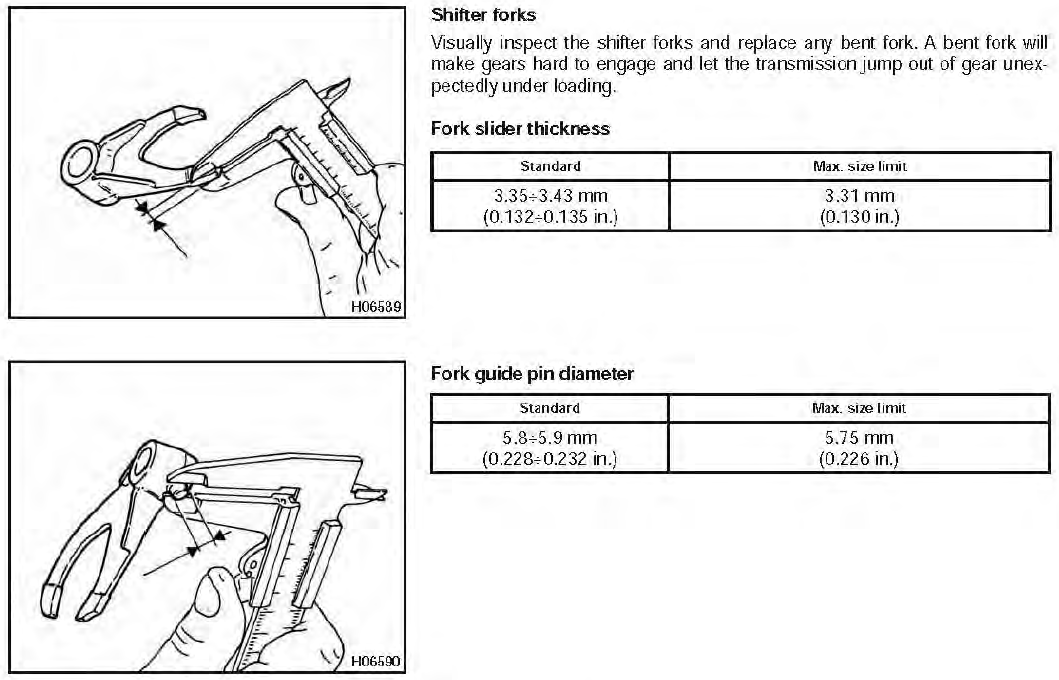 Shifter forks
Visually inspect the shifter forks and replace any bent fork. A bent fork will
make gears hard to engage and let the transmission jump out of gear unex-
pectedly under loading.
Fork slider thickness
Standard
Max. size limit
3.35÷3.43 mm
(0.132÷0.135 in.)
3.31 mm
(0.130 in.)
H06589
Fork guide pin diameter
Standard
Max. size limit
5.8÷5.9 mm
(0.228÷0.232 in.)
5.75 mm
(0.226 in.)
H06590